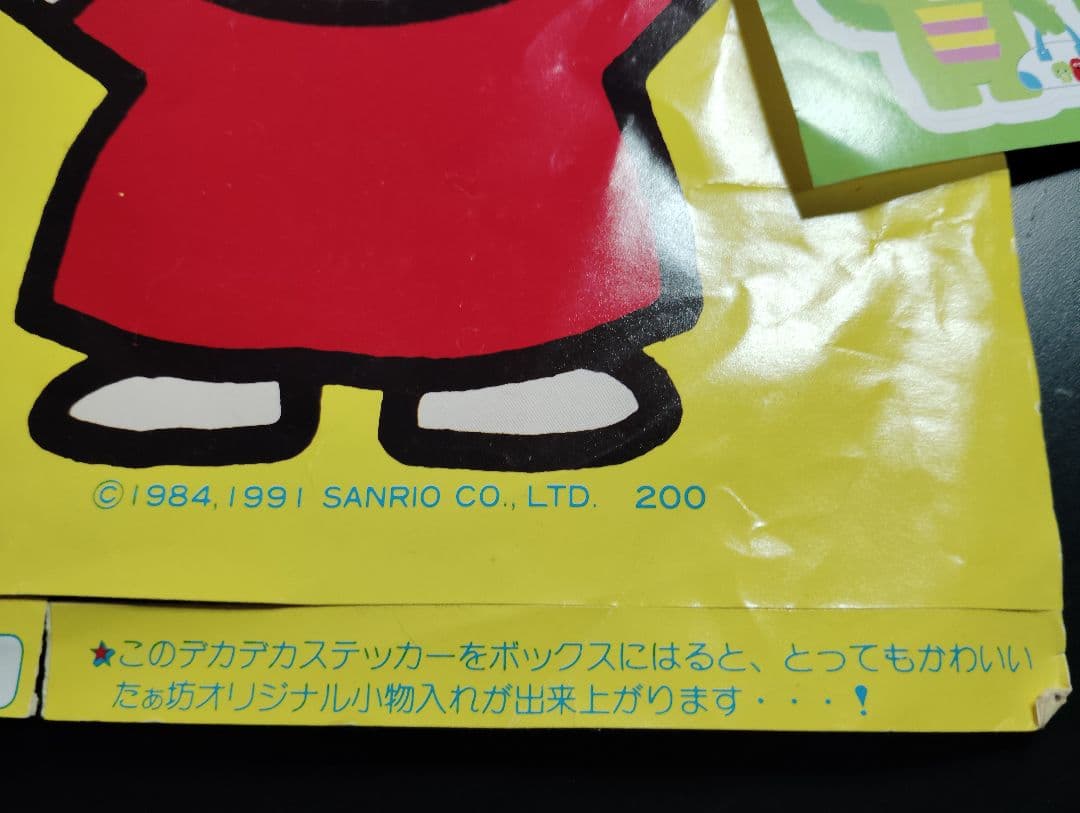 ©1984,1991 SANRIO CO., LTD. 200
★このデカデカステッカーをボックスにはると、とってもかわいい
たぁ坊オリジナル小物入れが出来上がります・・・!